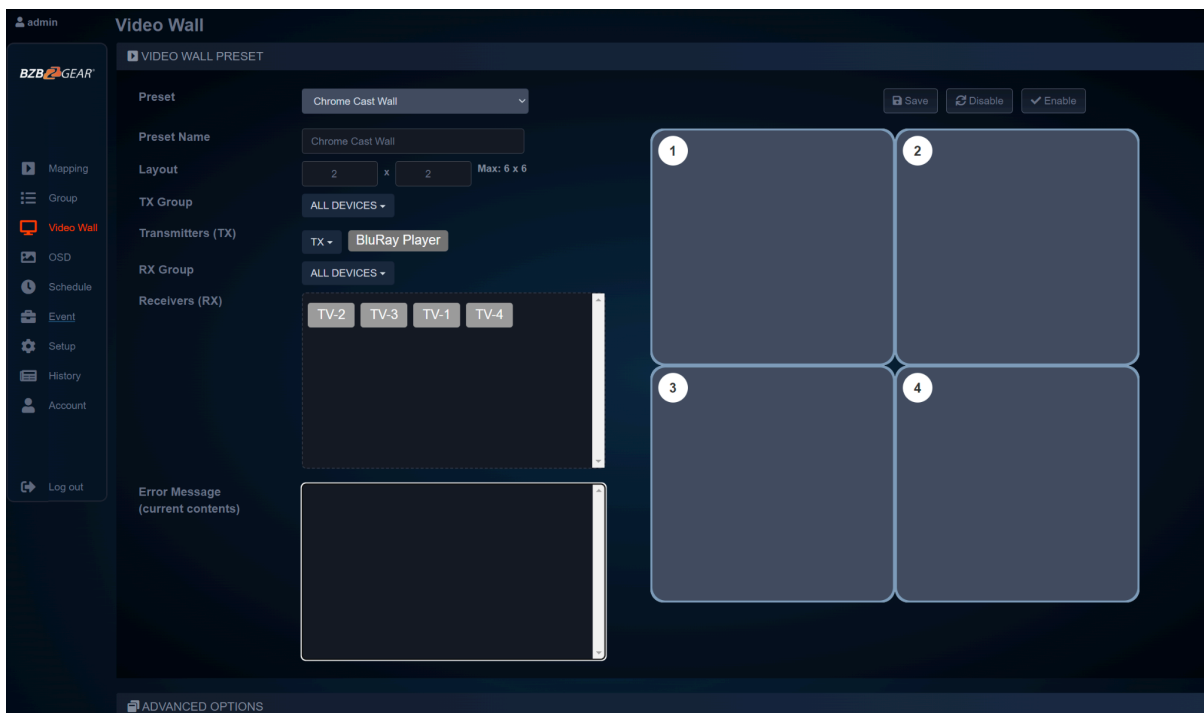 admin
Video Wall
BZBGEAR
VIDEO WALL PRESET
Preset
Chrome Cast Wall
Save
Disable
Enable
Preset Name
Chrome Cast Wall
Layout
2 x 2 Max: 6 x 6
TX Group
ALL DEVICES
Transmitters (TX)
TX
BluRay Player
RX Group
ALL DEVICES
Receivers (RX)
TV-2 TV-3 TV-1 TV-4
Error Message
(current contents)
1
2
3
4
Mapping
Group
Video Wall
OSD
Schedule
Event
Setup
History
Account
Log out
ADVANCED OPTIONS